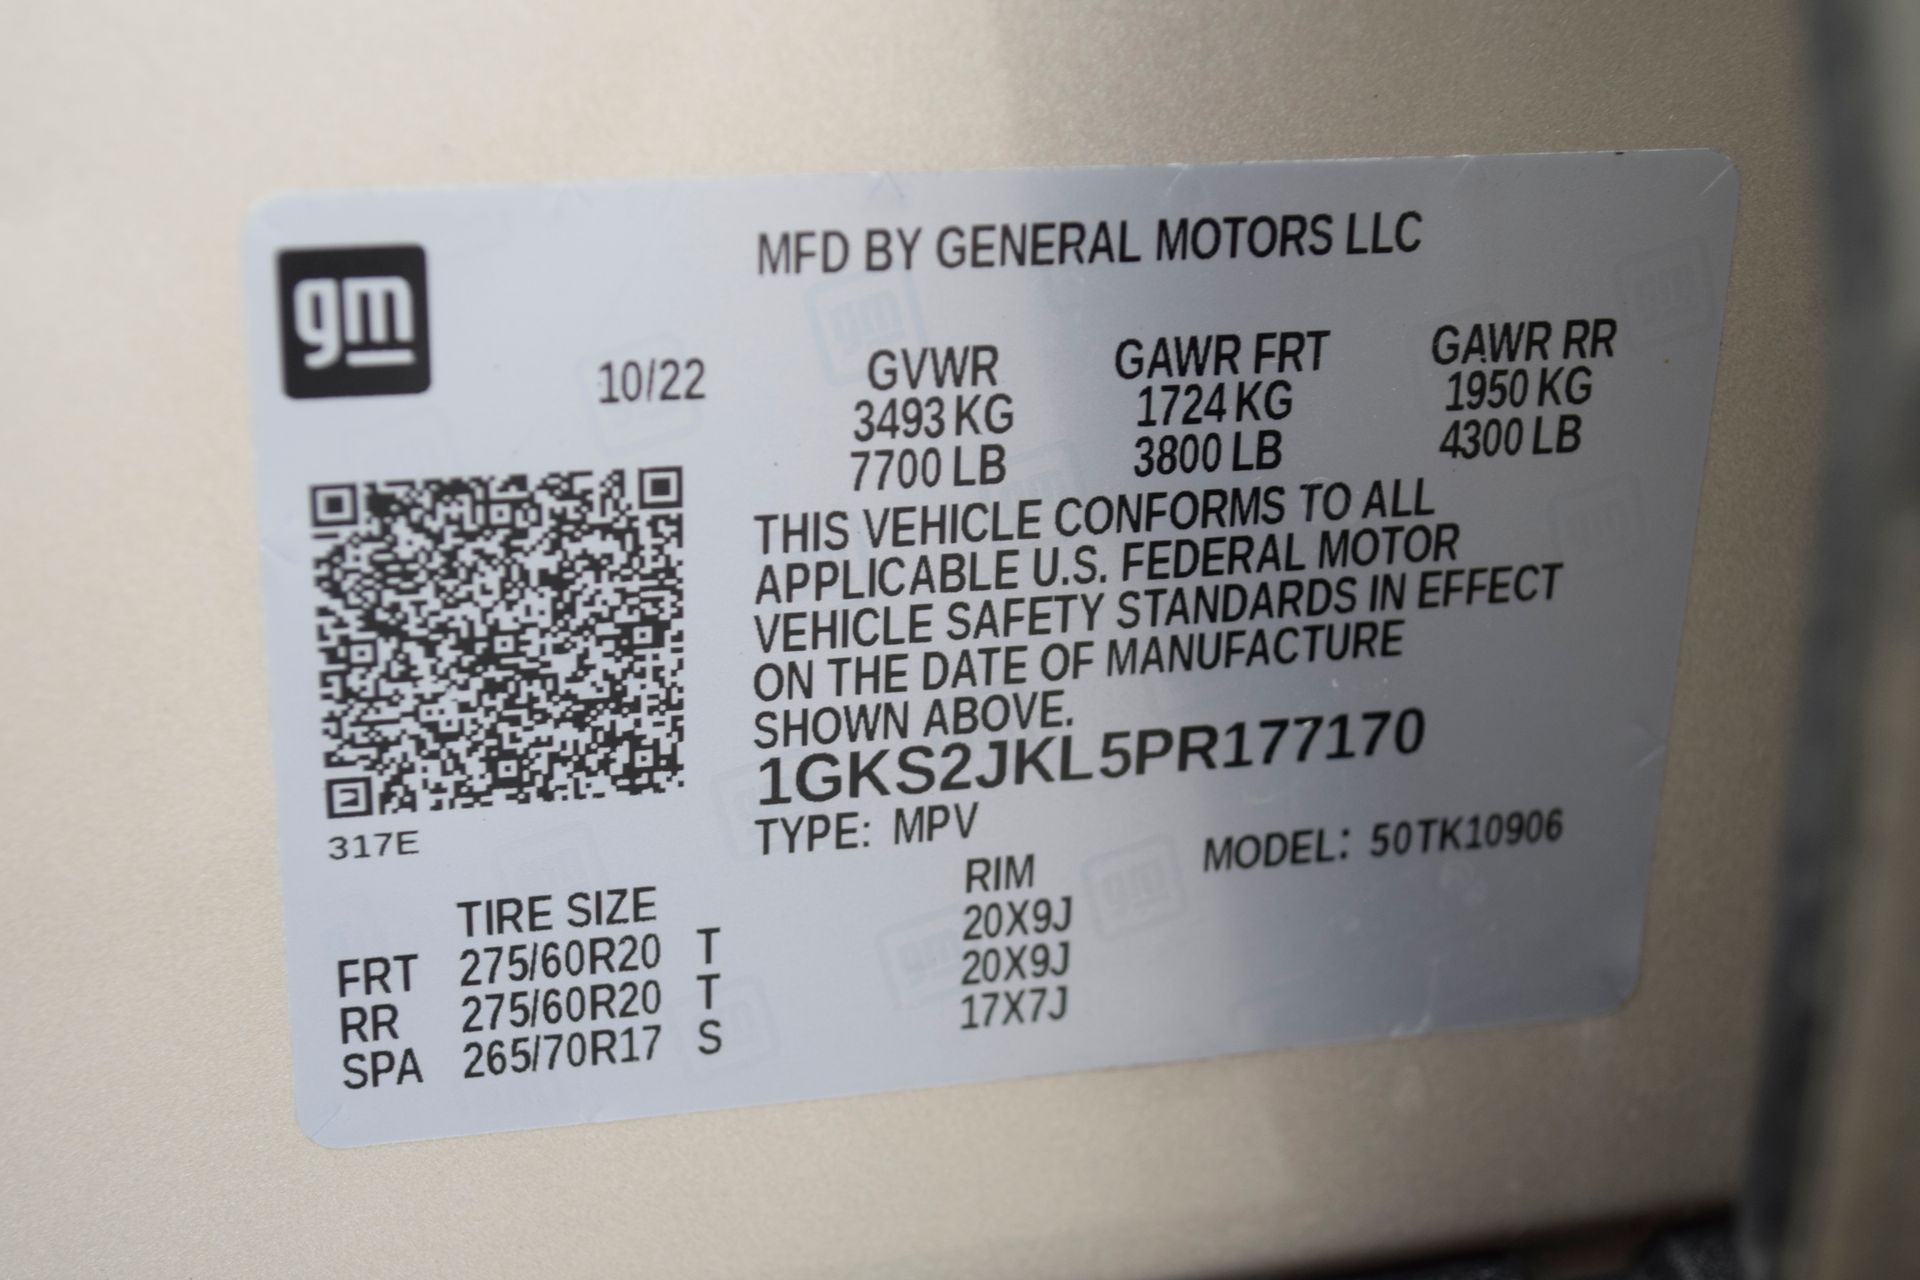 gm
MFD BY GENERAL MOTORS LLC
10/22 GVWR GAWR FRT GAWR RR
3493 KG 1724 KG 1950 KG
7700 LB 3800 LB 4300 LB
THIS VEHICLE CONFORMS TO ALL
APPLICABLE U.S. FEDERAL MOTOR
VEHICLE SAFETY STANDARDS IN EFFECT
ON THE DATE OF MANUFACTURE
SHOWN ABOVE.
1GKS2JKL5PR177170
TYPE: MPV MODEL: 50TK10906
317E
TIRE SIZE RIM
FRT 275/60R20 T 20X9J
RR 275/60R20 T 20X9J
SPA 265/70R17 S 17X7J